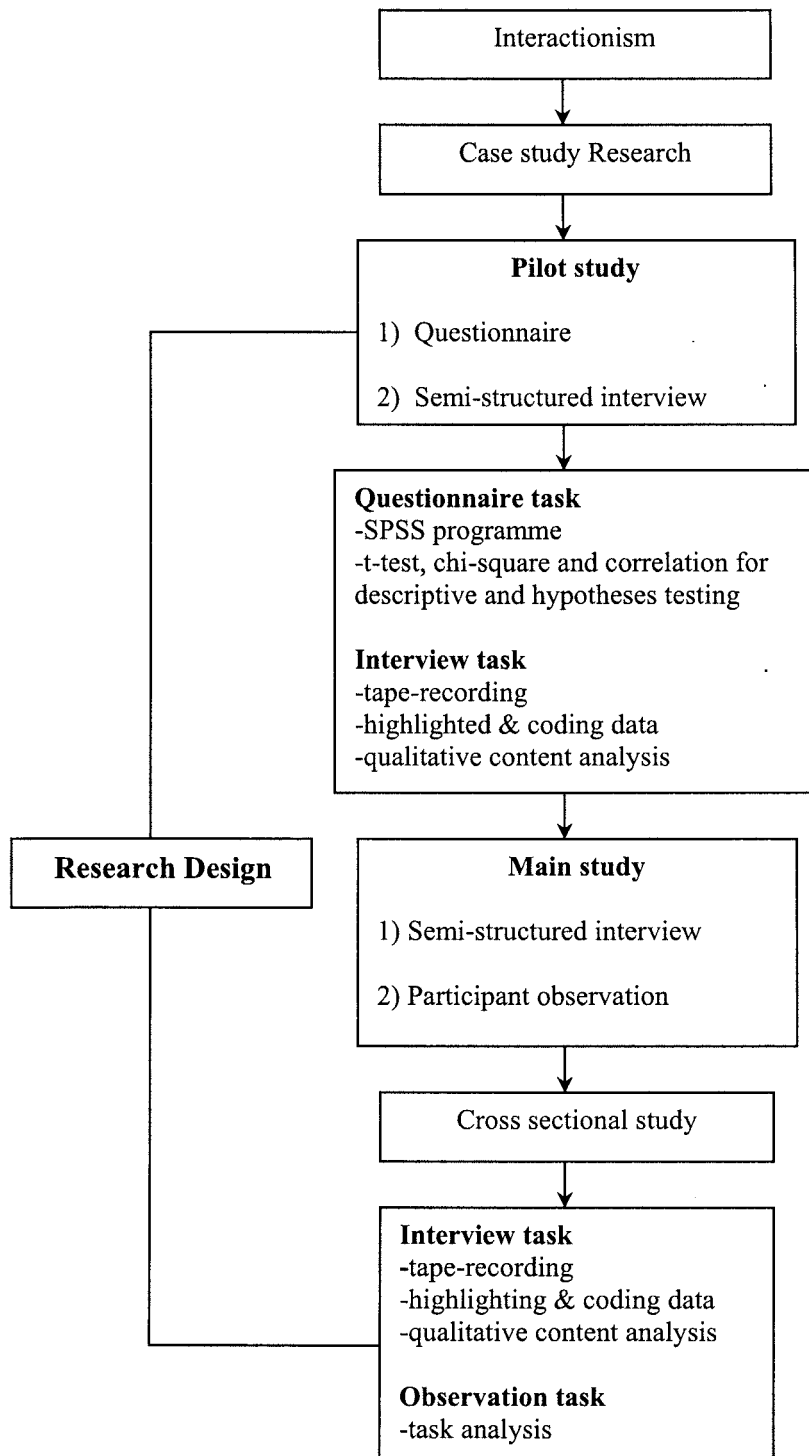 Interactionism
Case study Research
Pilot study
1) Questionnaire
2) Semi-structured interview
Questionnaire task
-SPSS programme
-t-test, chi-square and correlation for
descriptive and hypotheses testing
Interview task
-tape-recording
-highlighted & coding data
-qualitative content analysis
Research Design
Main study
1) Semi-structured interview
2) Participant observation
Cross sectional study
Interview task
-tape-recording
-highlighting & coding data
-qualitative content analysis
Observation task
-task analysis